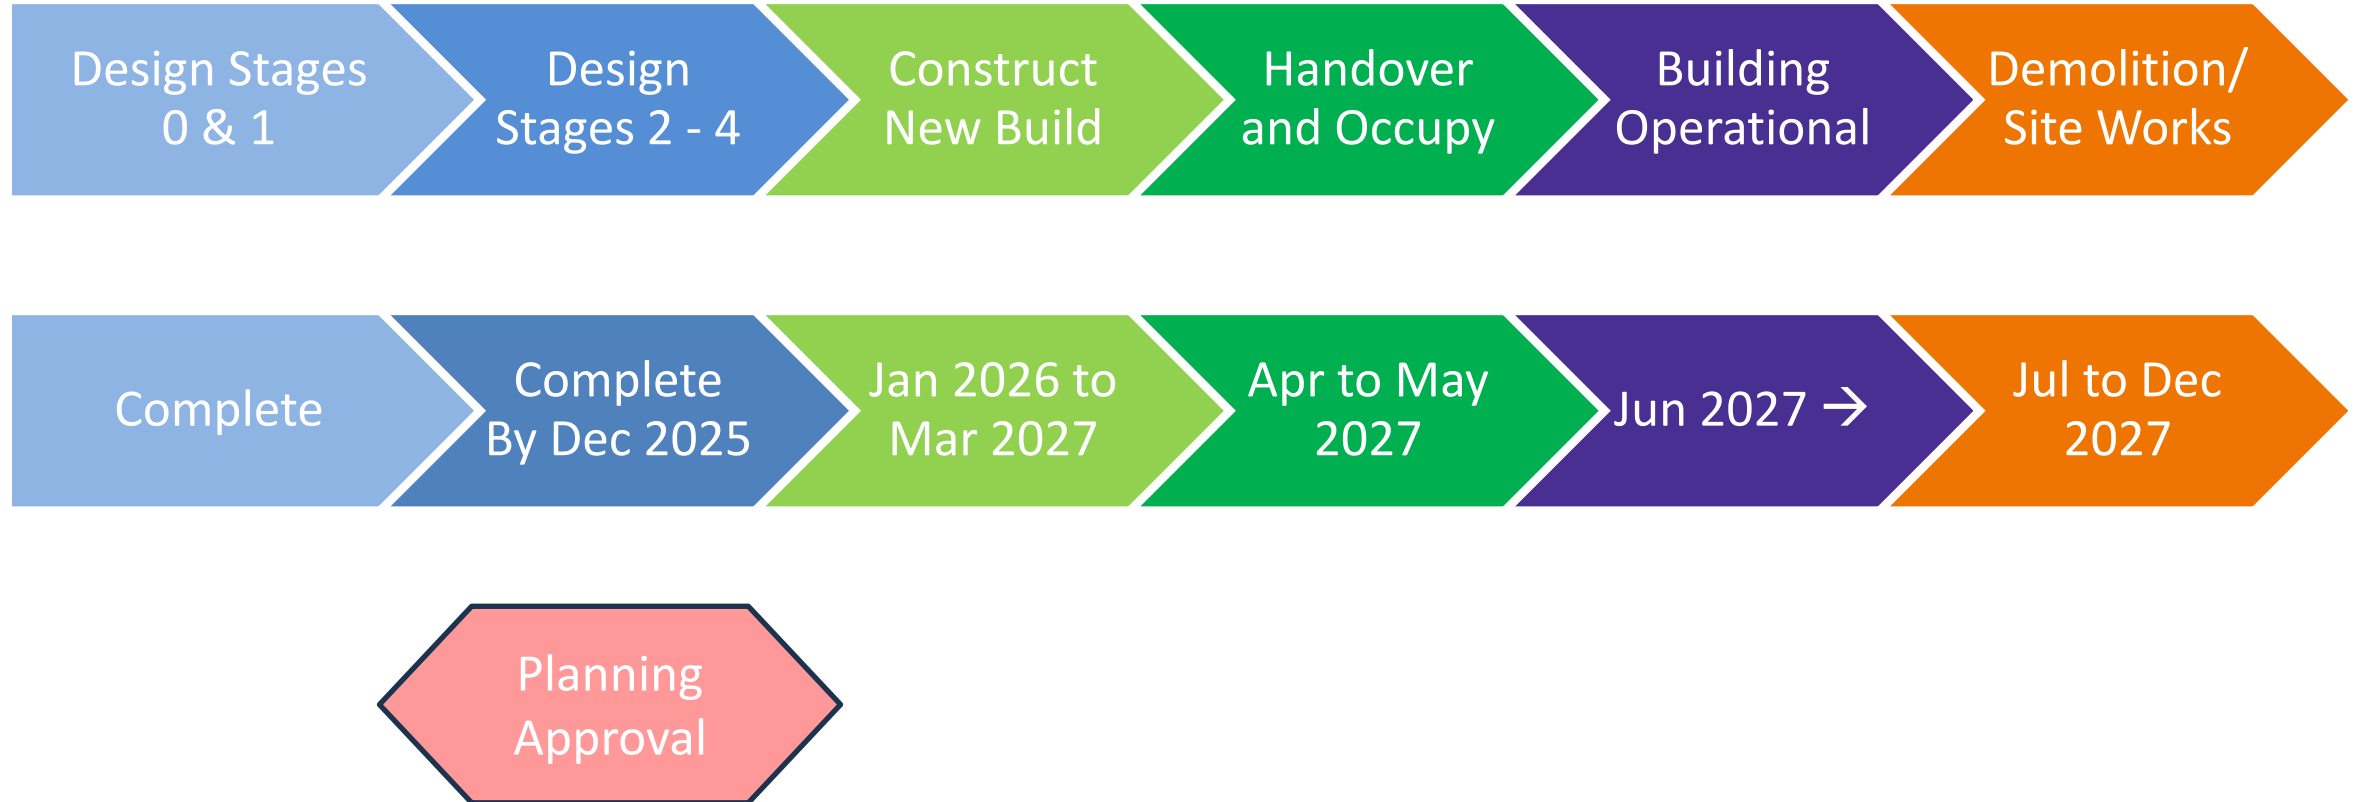 Design Stages
0 & 1
Design
Stages 2 - 4
Construct
New Build
Handover
and Occupy
Building
Operational
Demolition/
Site Works
Complete
Complete
By Dec 2025
Jan 2026 to
Mar 2027
Apr to May
2027
Jun 2027 →
Jul to Dec
2027
Planning
Approval